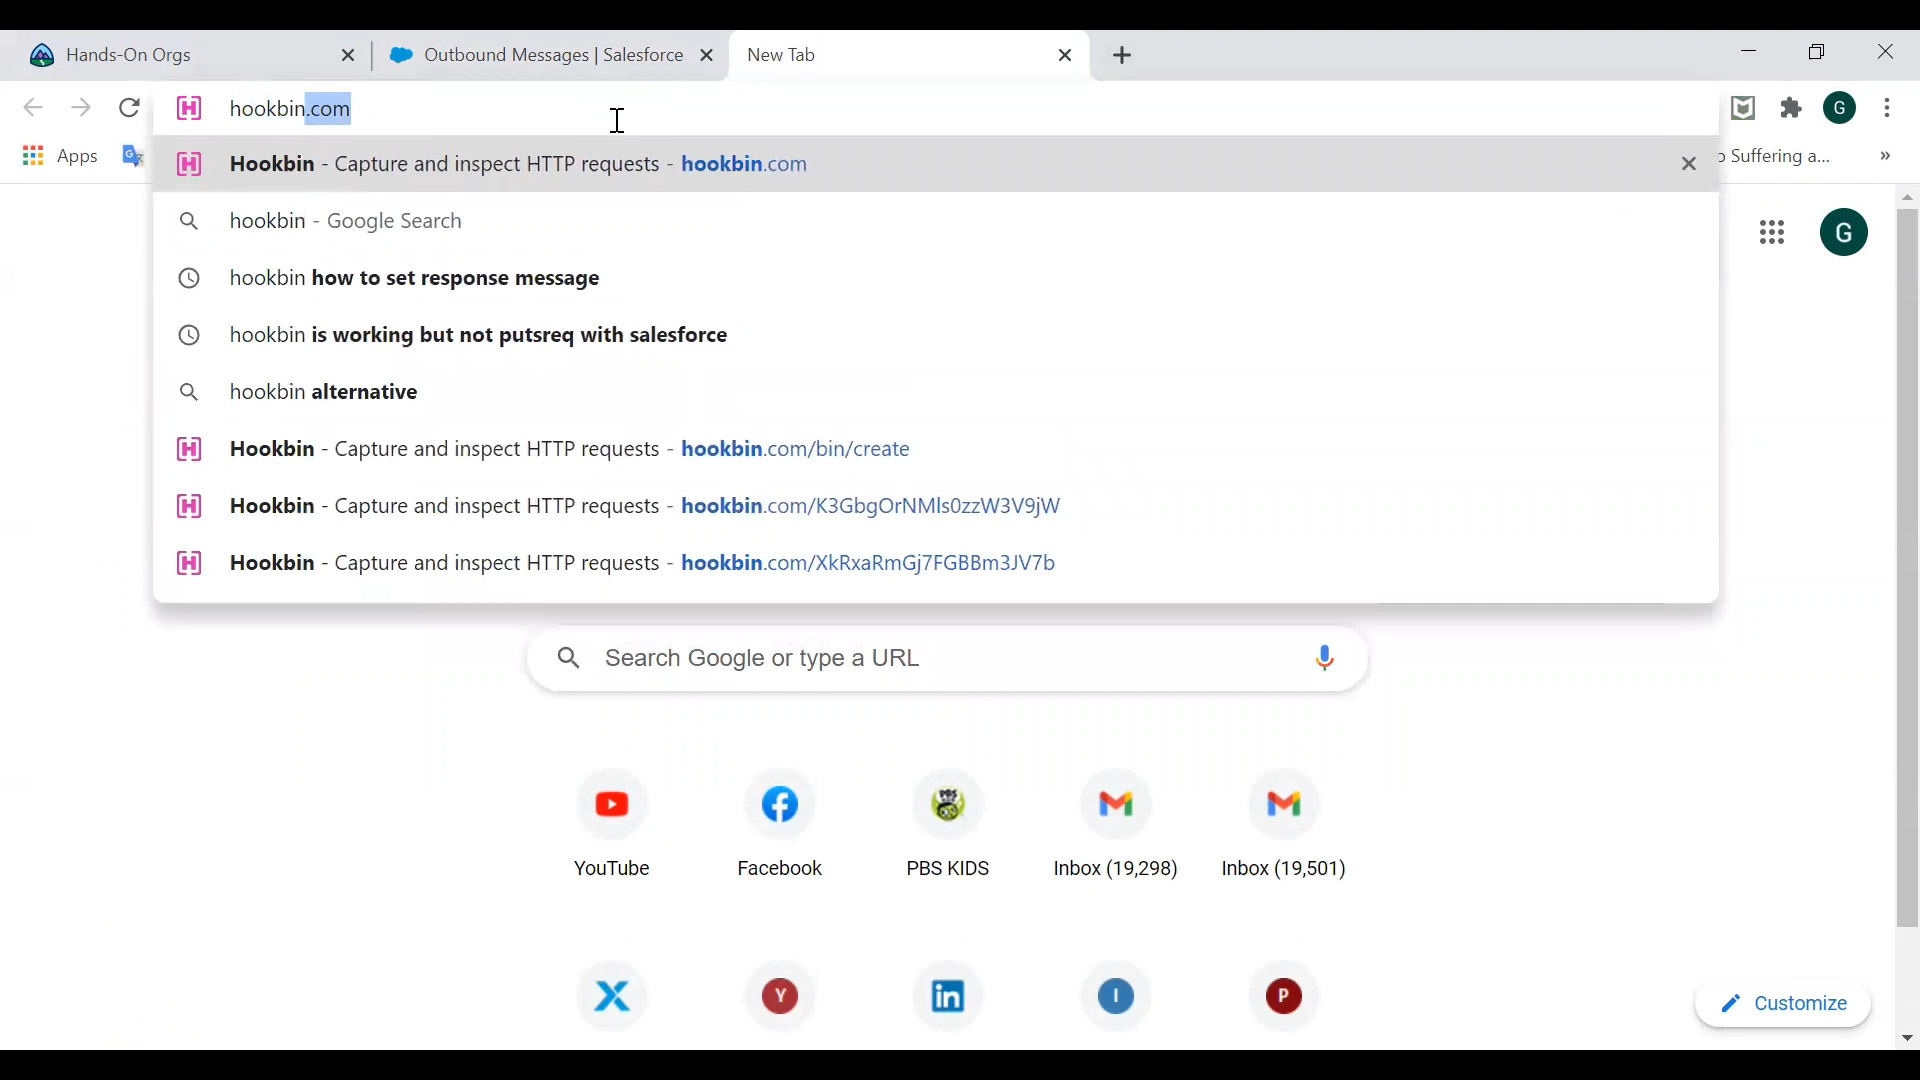 Hands-On Orgs
Outbound Messages | Salesforce
New Tab
hookbin.com
G
Apps
o Suffering a...
»
Hookbin - Capture and inspect HTTP requests - hookbin.com
hookbin - Google Search
G
hookbin how to set response message
hookbin is working but not putsreq with salesforce
hookbin alternative
Hookbin - Capture and inspect HTTP requests - hookbin.com/bin/create
Hookbin - Capture and inspect HTTP requests - hookbin.com/K3GbgOrNMls0zzW3V9jW
Hookbin - Capture and inspect HTTP requests - hookbin.com/XkRxaRmGj7FGBBm3JV7b
Search Google or type a URL
YouTube
Facebook
PBS KIDS
Inbox (19,298)
Inbox (19,501)
Y
in
I
P
Customize